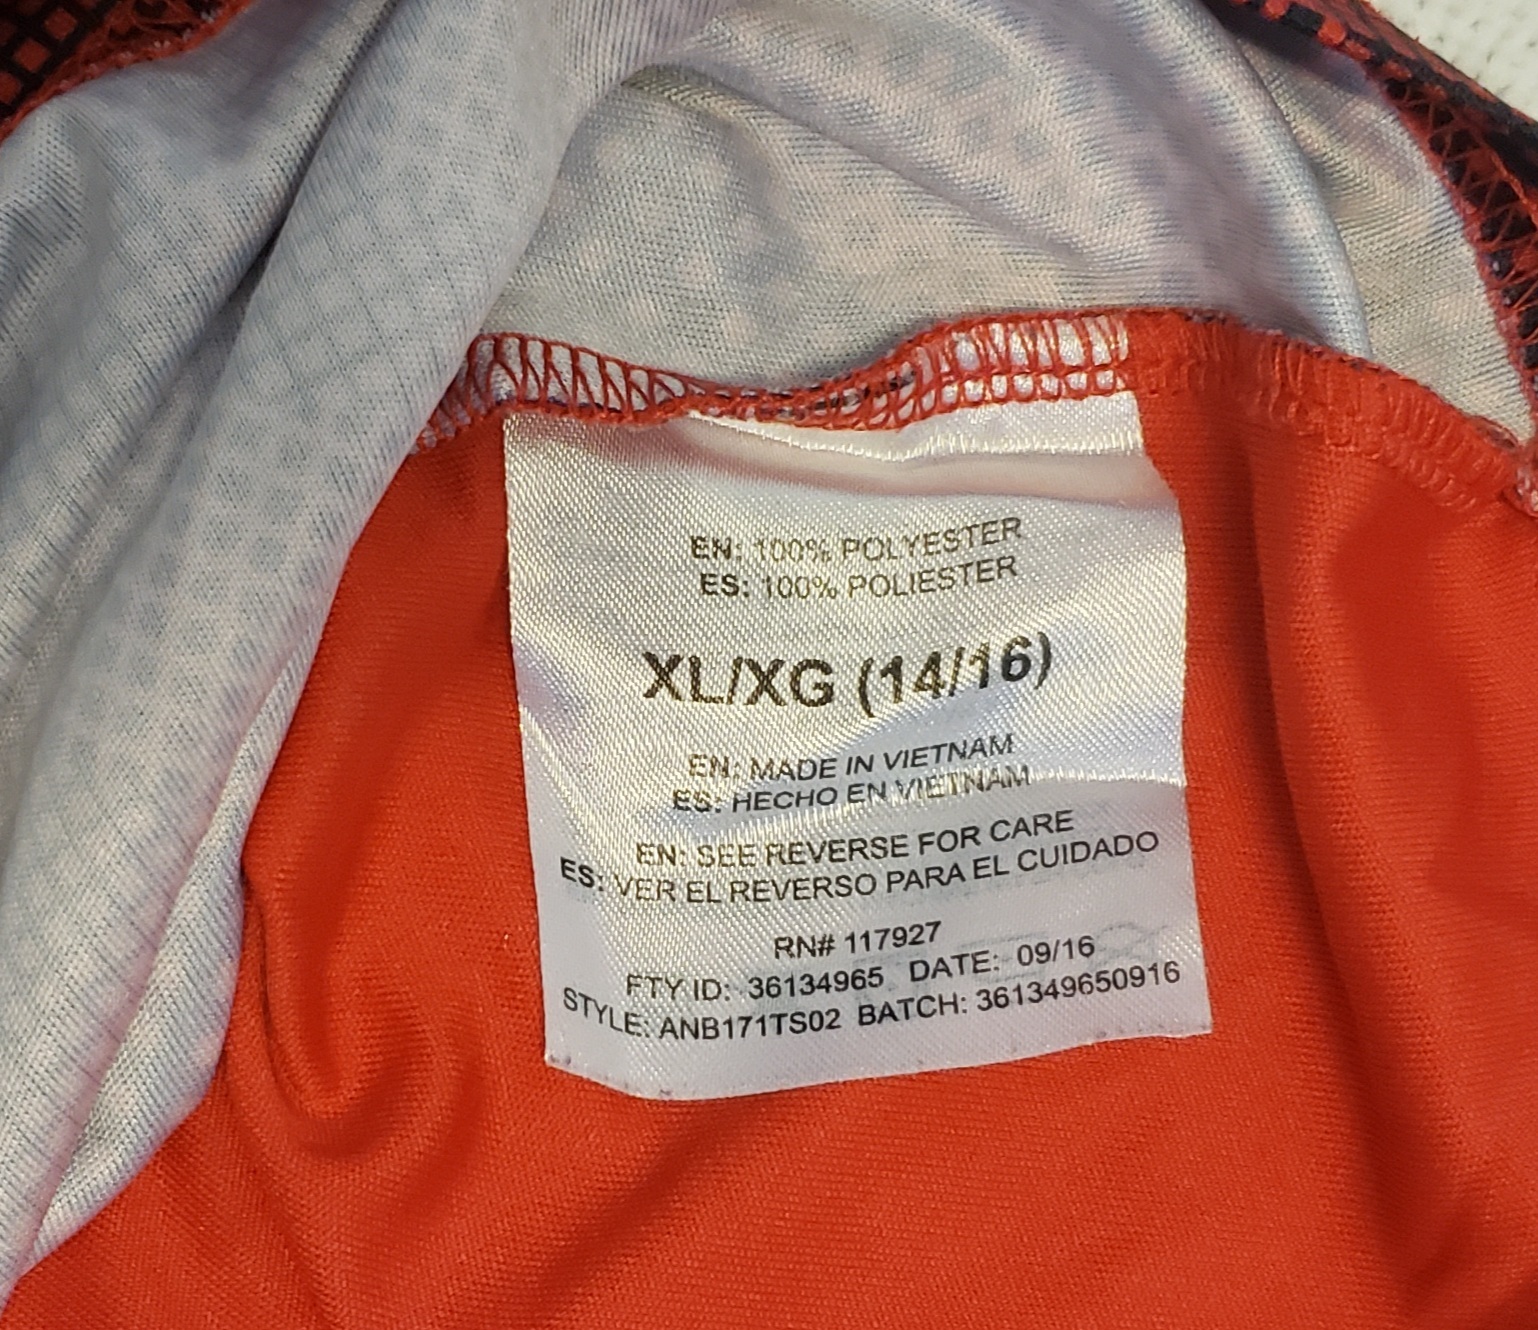 EN: 100% POLYESTER
ES: 100% POLIESTER
XL/XG (14/16)
EN: MADE IN VIETNAM
ES: HECHO EN VIETNAM
EN: SEE REVERSE FOR CARE
ES: VER EL REVERSO PARA EL CUIDADO
RN# 117927
FTY ID: 36134965 DATE: 09/16
STYLE: ANB171TS02 BATCH: 361349650916